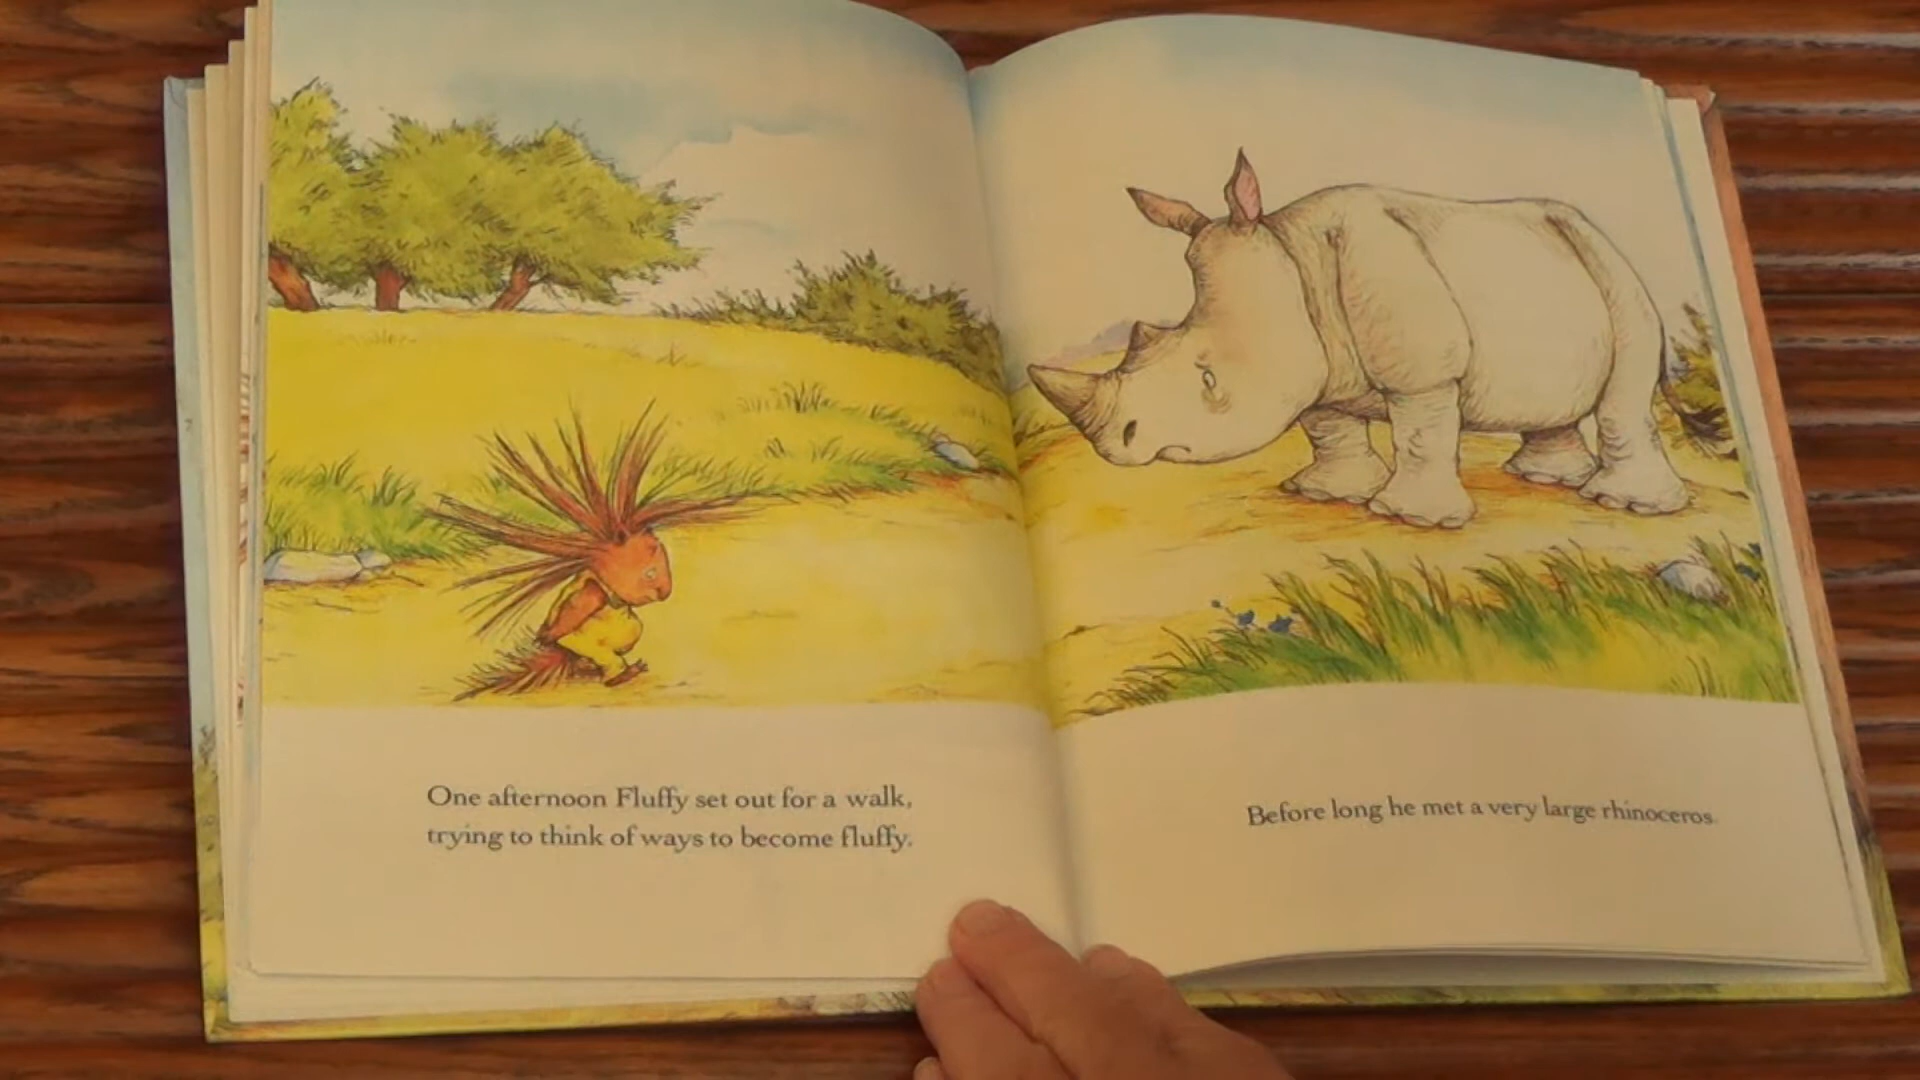 One afternoon Fluffy set out for a walk,
trying to think of ways to become fluffy.
Before long he met a very large rhinoceros.